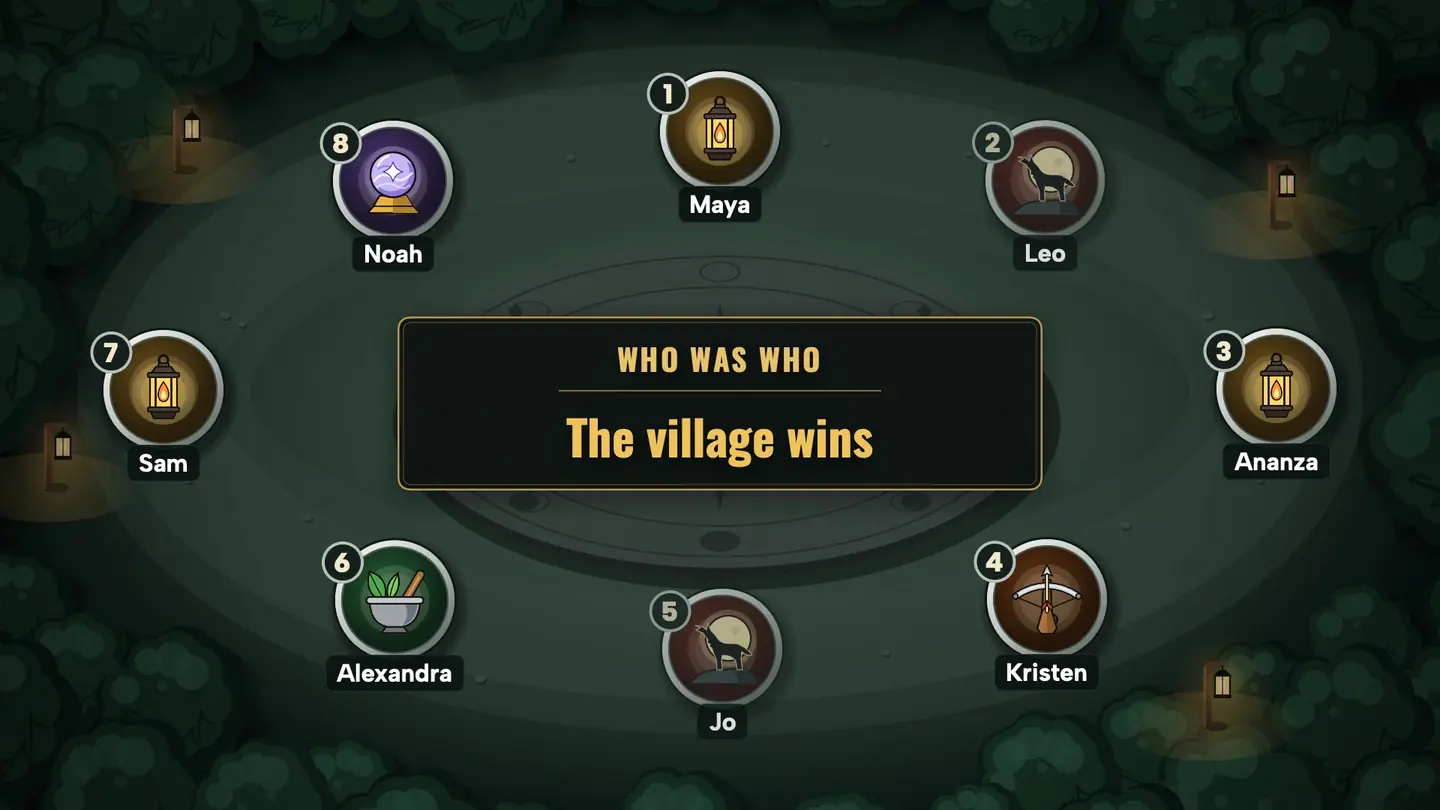 1
Maya
2
Leo
8
Noah
3
Ananza
7
Sam
WHO WAS WHO
The village wins
4
Kristen
6
Alexandra
5
Jo